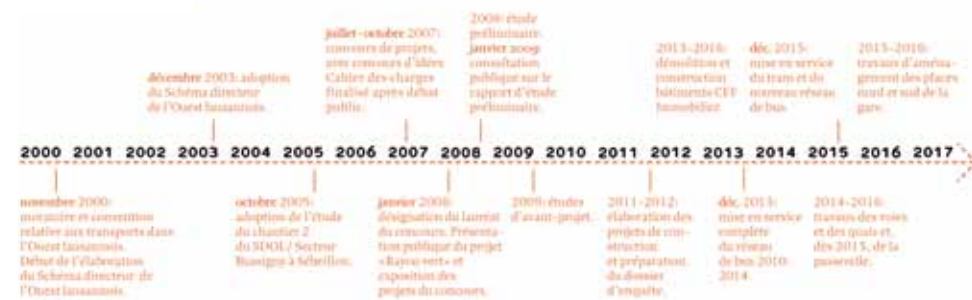 juillet-octobre 2007:
concours de projets,
avec concours d'idées
Cahier des charges
finalisé après débat
public.
2008: étude
préliminaire.
janvier 2009:
consultation
publique sur le
rapport d'étude
préliminaire.
décembre 2003: adoption
du Schéma directeur
de l'Ouest lausannois.
2013-2016:
démolition et
construction
bâtiments CFF
Immobilier.
déc. 2015:
mise en service
du tram et du
nouveau réseau
de bus.
2015-2016:
travaux d'aména-
gement des places
nord et sud de la
gare.
2000 2001 2002 2003 2004 2005 2006 2007 2008 2009 2010 2011 2012 2013 2014 2015 2016 2017
novembre 2000:
moratoire et convention
relative aux transports dans
l'Ouest lausannois.
Début de l'élaboration
du Schéma directeur de
l'Ouest lausannois.
octobre 2005:
adoption de l'étude
du chantier 2
du SDOL / Secteur
Bussigny à Sébeillon.
janvier 2008:
désignation du lauréat
du concours. Présenta-
tion publique du projet
«Rayon vert» et
exposition des
projets du concours.
2009: études
d'avant-projet.
2011-2012:
élaboration des
projets de con-
struction
et préparation
du dossier
d'enquête.
déc. 2013:
mise en service
complète
du réseau
de bus 2010-
2014.
2014-2016:
travaux des voies
et des quais et,
dès 2015, de la
passerelle.